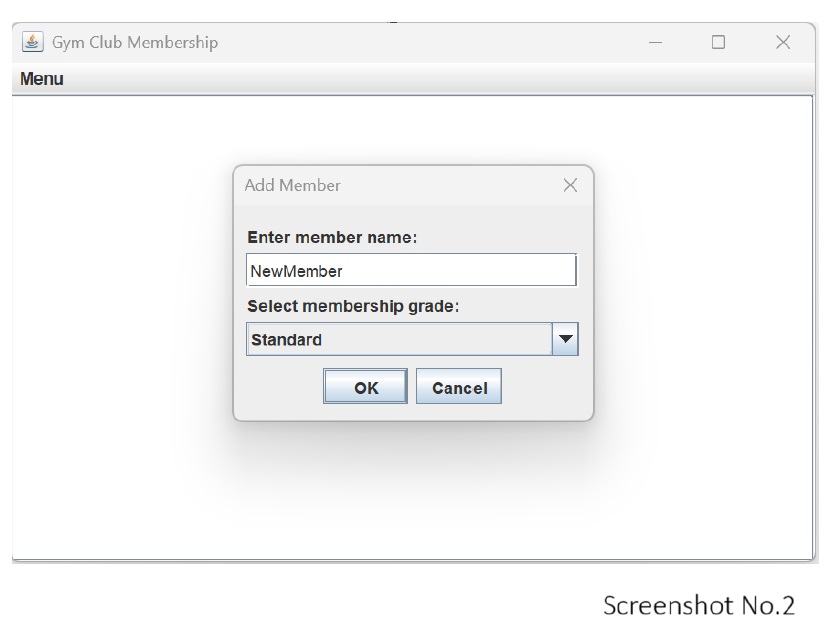 Gym Club Membership
Menu
Add Member
Enter member name:
NewMember
Select membership grade:
Standard
OK Cancel
Screenshot No.2